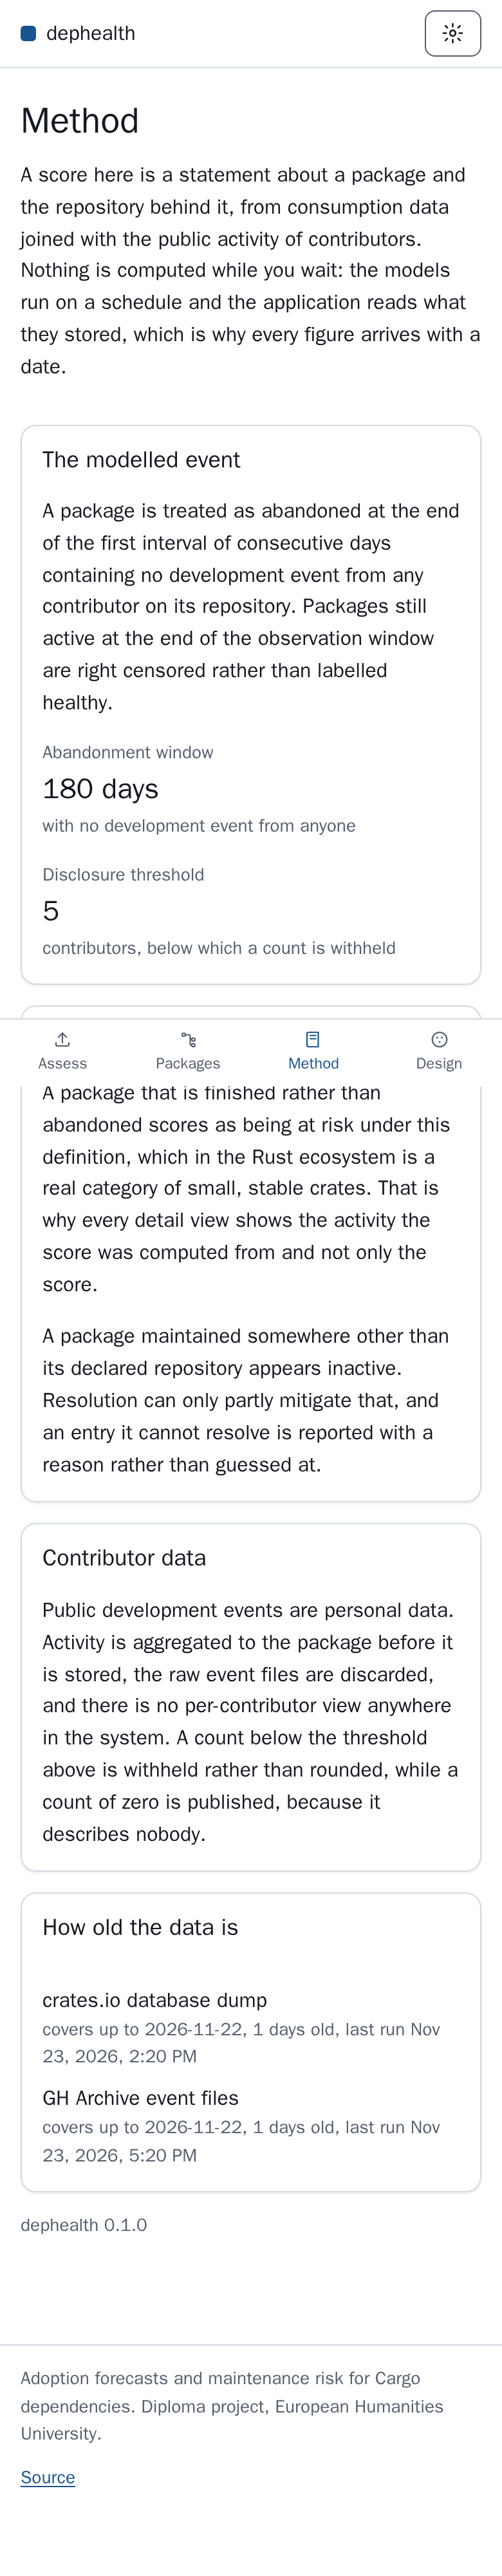 dephealth
Method
A score here is a statement about a package and
the repository behind it, from consumption data
joined with the public activity of contributors.
Nothing is computed while you wait: the models
run on a schedule and the application reads what
they stored, which is why every figure arrives with a
date.
The modelled event
A package is treated as abandoned at the end
of the first interval of consecutive days
containing no development event from any
contributor on its repository. Packages still
active at the end of the observation window
are right censored rather than labelled
healthy.
Abandonment window
180 days
with no development event from anyone
Disclosure threshold
5
contributors, below which a count is withheld
Assess
Packages
Method
Design
A package that is finished rather than
abandoned scores as being at risk under this
definition, which in the Rust ecosystem is a
real category of small, stable crates. That is
why every detail view shows the activity the
score was computed from and not only the
score.
A package maintained somewhere other than
its declared repository appears inactive.
Resolution can only partly mitigate that, and
an entry it cannot resolve is reported with a
reason rather than guessed at.
Contributor data
Public development events are personal data.
Activity is aggregated to the package before it
is stored, the raw event files are discarded,
and there is no per-contributor view anywhere
in the system. A count below the threshold
above is withheld rather than rounded, while a
count of zero is published, because it
describes nobody.
How old the data is
crates.io database dump
covers up to 2026-11-22, 1 days old, last run Nov
23, 2026, 2:20 PM
GH Archive event files
covers up to 2026-11-22, 1 days old, last run Nov
23, 2026, 5:20 PM
dephealth 0.1.0
Adoption forecasts and maintenance risk for Cargo
dependencies. Diploma project, European Humanities
University.
Source